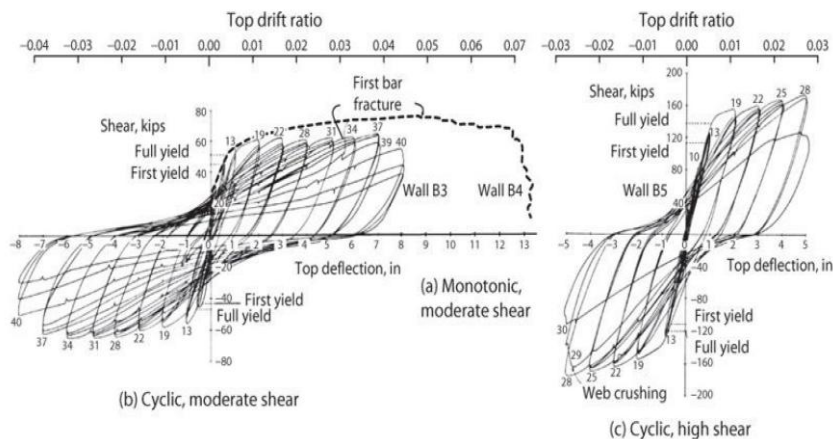 Top drift ratio
-0.04 -0.03 -0.02 -0.01 0.00 0.01 0.02 0.03 0.04 0.05 0.06 0.07
First bar
fracture
80
Shear, kips
13 19 22 28 31 34 37
60
39 40
Full yield
40
First yield
20
Wall B3
Wall B4
-8 -7 -6 -5 -4 -3 -2 -1 0 1 2 3 4 5 6 7 8 9 10 11 12 13
-20
Top deflection, in
(a) Monotonic,
moderate shear
-40
First yield
Full yield
40
37 34 31 28 22 19 13
-60
-80
(b) Cyclic, moderate shear
Top drift ratio
-0.03 -0.02 -0.01 0.00 0.01 0.02 0.03
200
Shear, kips
19 22 25 28
160
Full yield
13
120
First yield
10
80
Wall B5
40
-5 -4 -3 -2 -1 0 1 2 3 4 5
-40
Top deflection, in
-80
First yield
30
-120
13
Full yield
29
28 25 22 19
-160
Web crushing
-200
(c) Cyclic, high shear